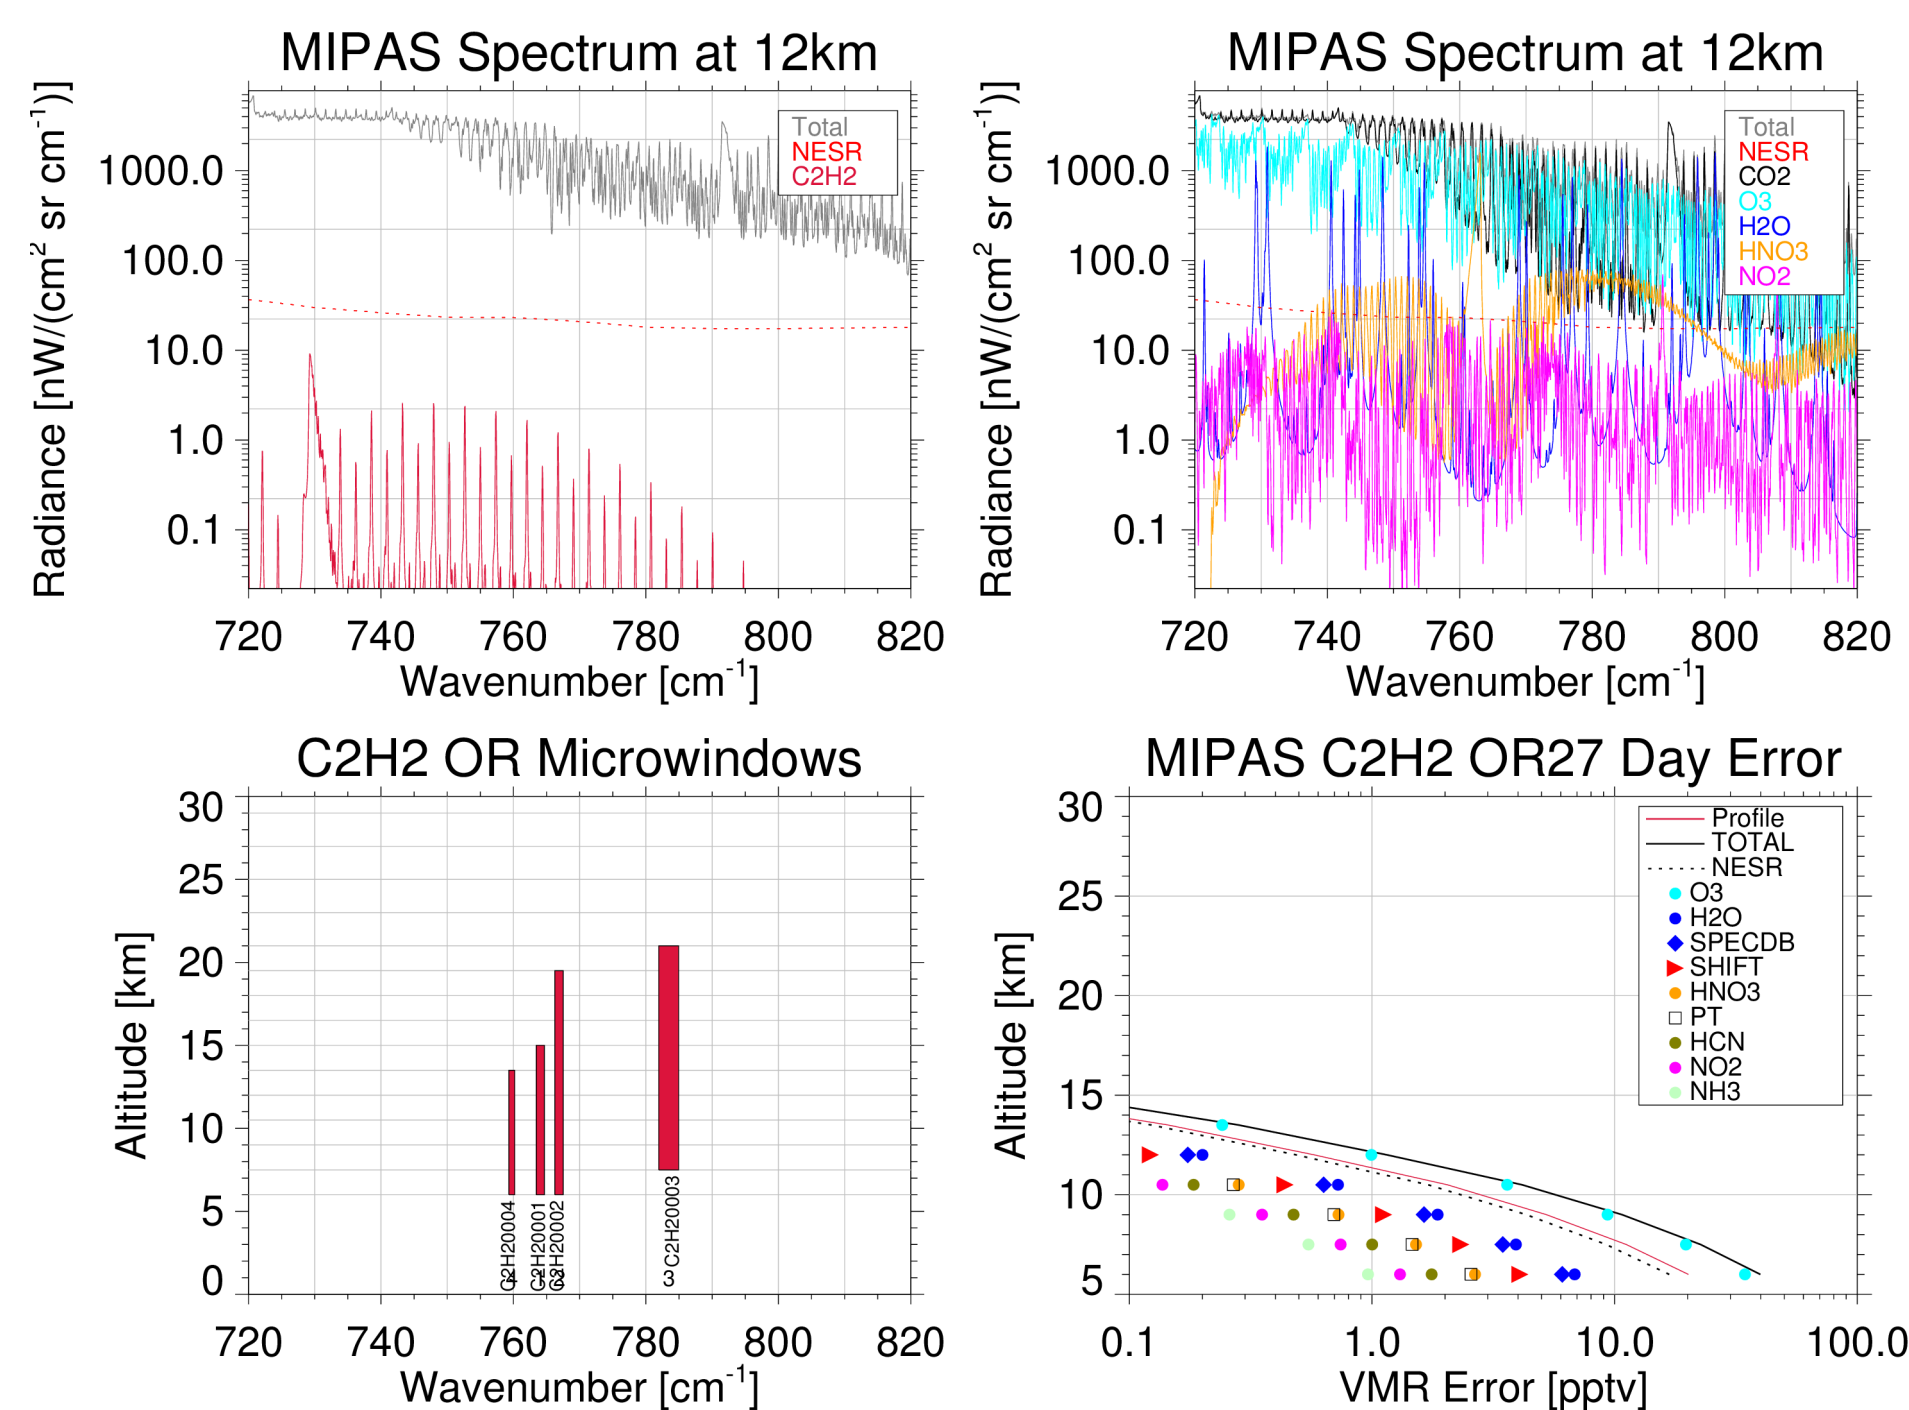 MIPAS Spectrum at 12km
Radiance [nW/(cm² sr cm⁻¹)]
1000.0
100.0
10.0
1.0
0.1
Total
NESR
C2H2
720 740 760 780 800 820
Wavenumber [cm⁻¹]
MIPAS Spectrum at 12km
Radiance [nW/(cm² sr cm⁻¹)]
1000.0
100.0
10.0
1.0
0.1
Total
NESR
CO2
O3
H2O
HNO3
NO2
720 740 760 780 800 820
Wavenumber [cm⁻¹]
C2H2 OR Microwindows
Altitude [km]
30
25
20
15
10
5
0
C2H20004
C2H20001
C2H20002
C2H20003
4 1 2 3
720 740 760 780 800 820
Wavenumber [cm⁻¹]
MIPAS C2H2 OR27 Day Error
Altitude [km]
30
25
20
15
10
5
Profile
TOTAL
NESR
O3
H2O
SPECDB
SHIFT
HNO3
PT
HCN
NO2
NH3
0.1 1.0 10.0 100.0
VMR Error [pptv]